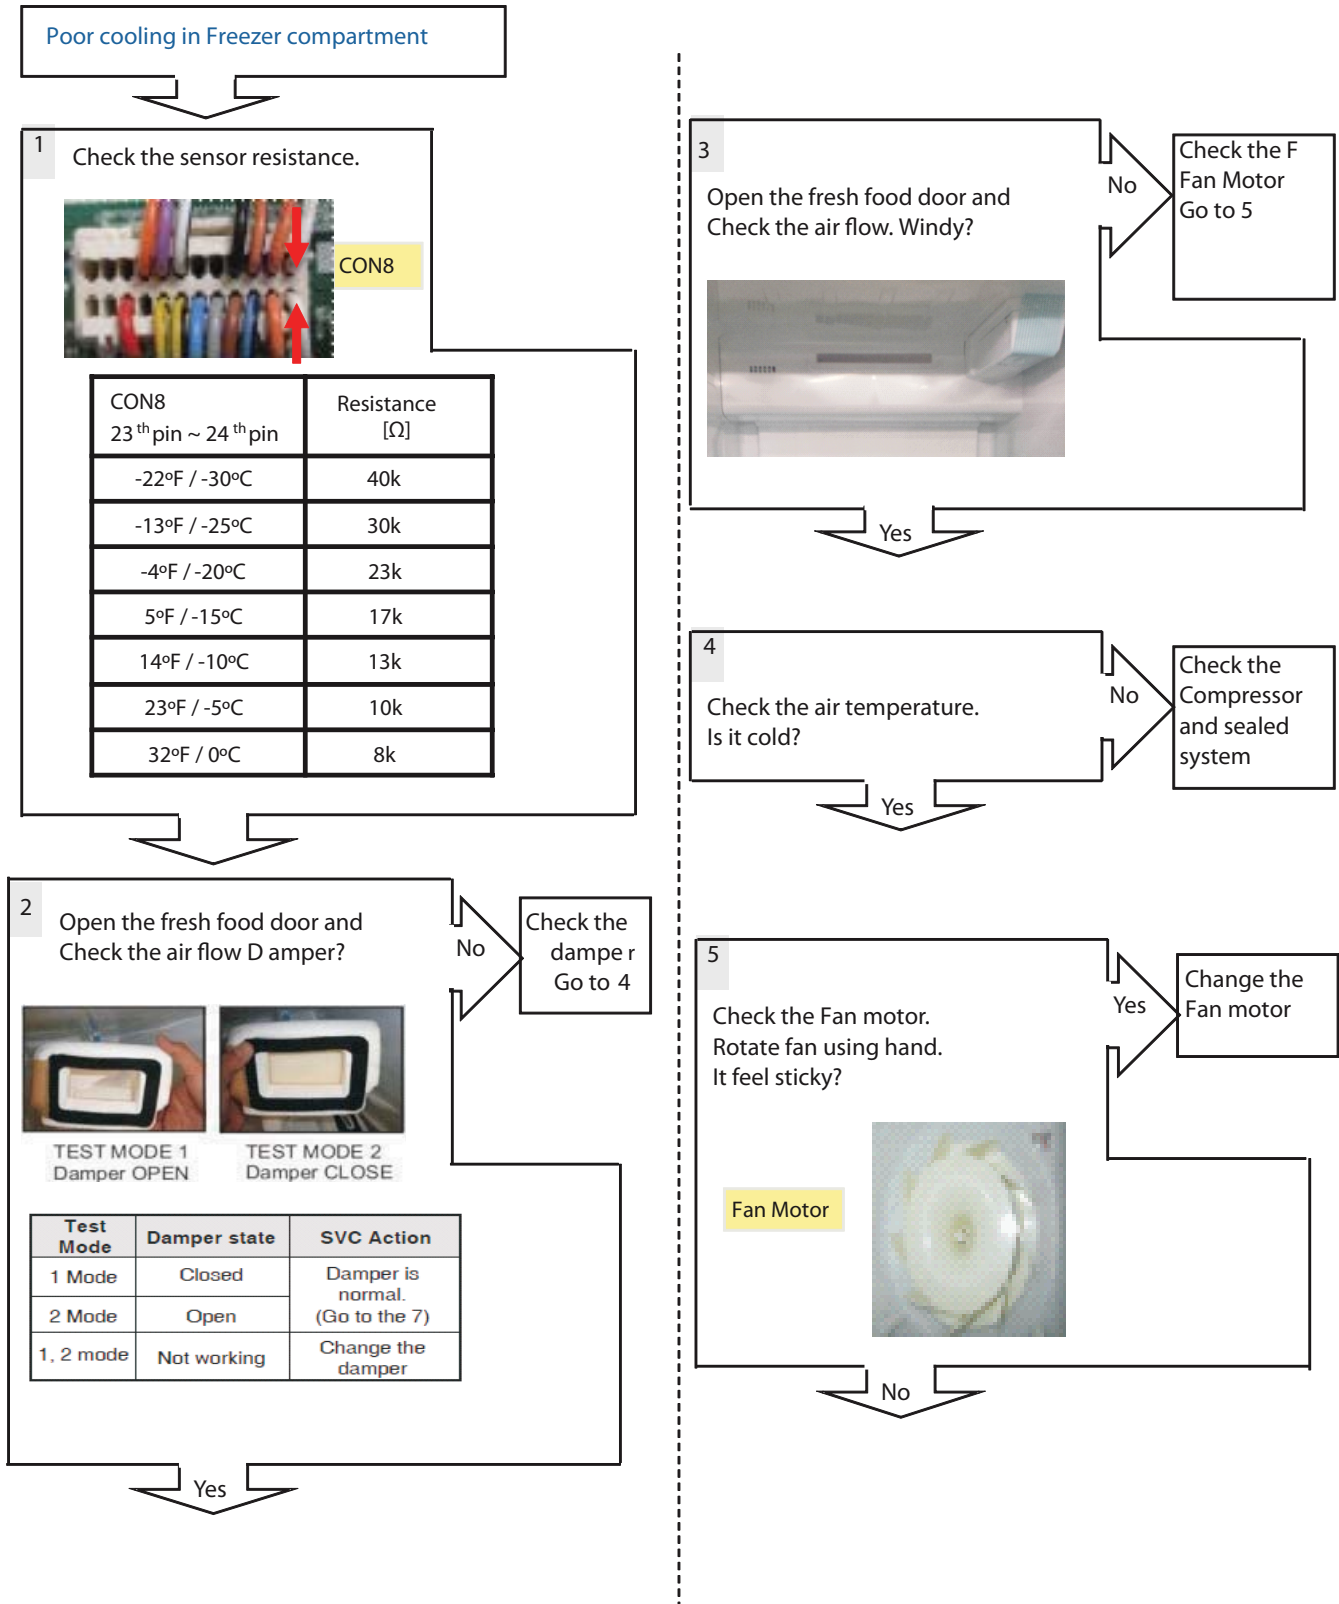 Poor cooling in Freezer compartment
1
Check the sensor resistance.
CON8
CON8
23 th pin ~ 24 th pin
Resistance
[Ω]
-22ºF / -30ºC
40k
-13ºF / -25ºC
30k
-4ºF / -20ºC
23k
5ºF / -15ºC
17k
14ºF / -10ºC
13k
23ºF / -5ºC
10k
32ºF / 0ºC
8k
2
Open the fresh food door and
Check the air flow D amper?
No
Check the
dampe r
Go to 4
TEST MODE 1
Damper OPEN
TEST MODE 2
Damper CLOSE
Test
Mode
Damper state
SVC Action
1 Mode
Closed
2 Mode
Open
Damper is
normal.
(Go to the 7)
1, 2 mode
Not working
Change the
damper
Yes
3
Open the fresh food door and
Check the air flow. Windy?
No
Check the F
Fan Motor
Go to 5
Yes
4
Check the air temperature.
Is it cold?
No
Check the
Compressor
and sealed
system
Yes
5
Check the Fan motor.
Rotate fan using hand.
It feel sticky?
Yes
Change the
Fan motor
Fan Motor
No